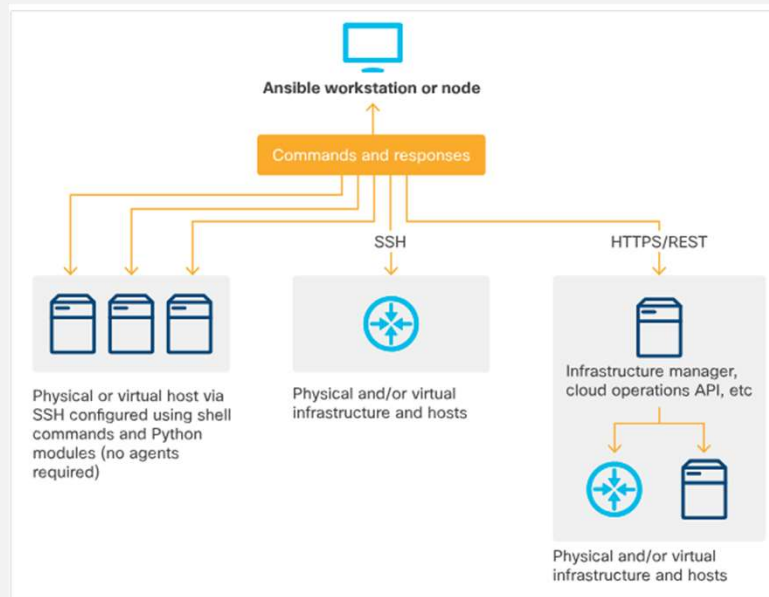 Ansible workstation or node
Commands and responses
SSH
HTTPS/REST
Physical or virtual host via
SSH configured using shell
commands and Python
modules (no agents
required)
Physical and/or virtual
infrastructure and hosts
Infrastructure manager,
cloud operations API, etc
Physical and/or virtual
infrastructure and hosts